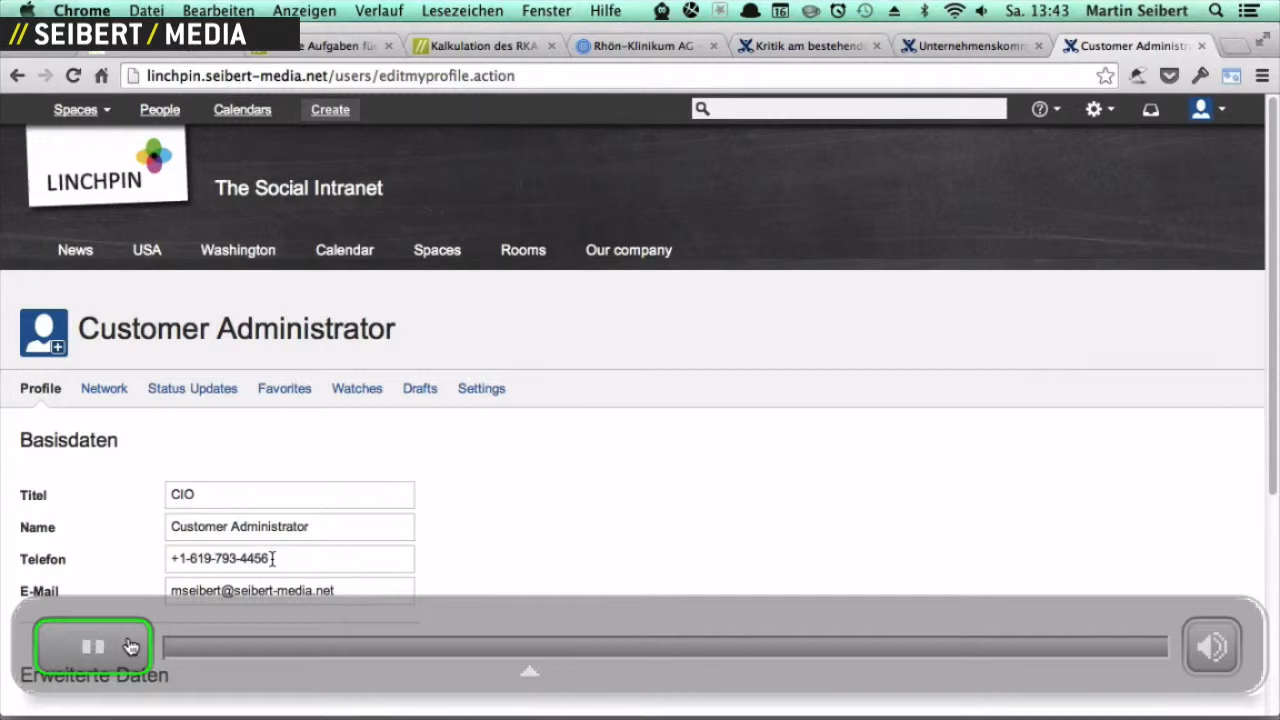 Chrome Datei Bearbeiten Anzeigen Verlauf Lesezeichen Fenster Hilfe 16 Sa. 13:43 Martin Seibert
// SEIBERT / MEDIA
e Aufgaben für Kalkulation des RKA Rhön-Klinikum AG - Kritik am bestehend Unternehmenskomm Customer Administr
linchpin.seibert-media.net/users/editmyprofile.action
Spaces People Calendars Create
LINCHPIN
The Social Intranet
News USA Washington Calendar Spaces Rooms Our company
Customer Administrator
Profile Network Status Updates Favorites Watches Drafts Settings
Basisdaten
Titel CIO
Name Customer Administrator
Telefon +1-619-793-4456
E-Mail mseibert@seibert-media.net
Erweiterte Daten